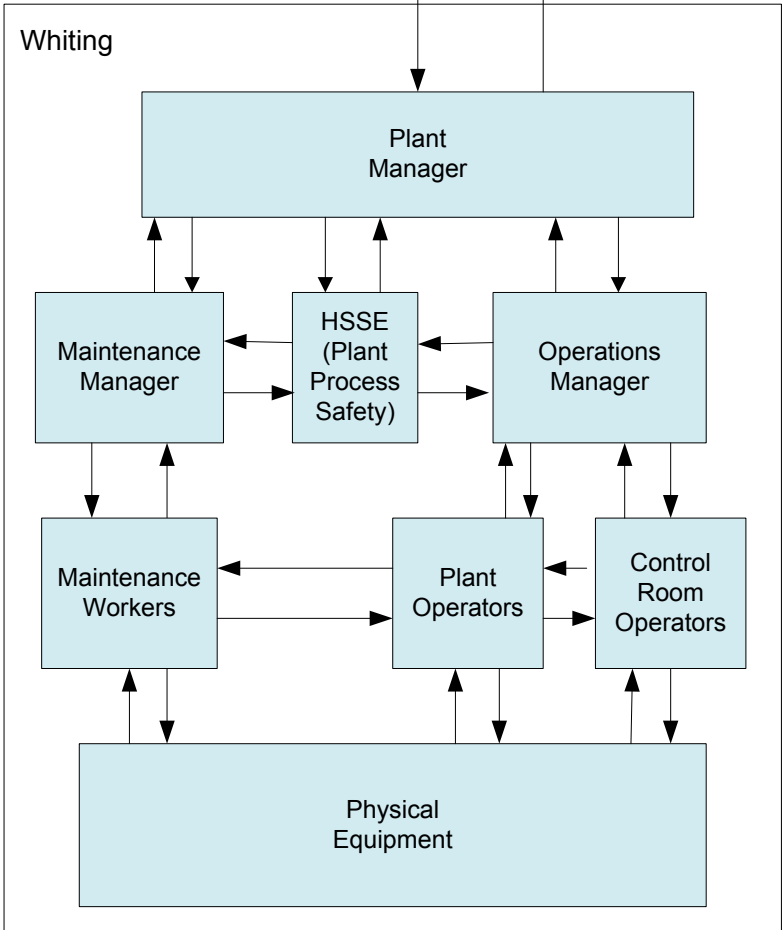 Whiting
Plant
Manager
Maintenance
Manager
HSSE
(Plant
Process
Safety)
Operations
Manager
Maintenance
Workers
Plant
Operators
Control
Room
Operators
Physical
Equipment